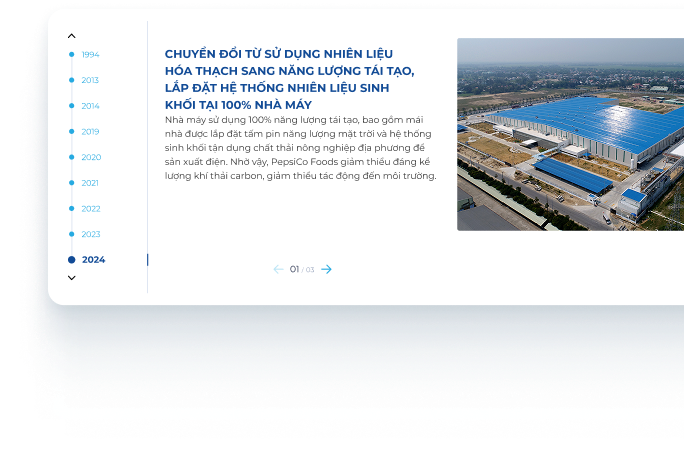 1994
2013
2014
2019
2020
2021
2022
2023
2024
CHUYỂN ĐỔI TỪ SỬ DỤNG NHIÊN LIỆU
HÓA THẠCH SANG NĂNG LƯỢNG TÁI TẠO,
LẮP ĐẶT HỆ THỐNG NHIÊN LIỆU SINH
KHỐI TẠI 100% NHÀ MÁY
Nhà máy sử dụng 100% năng lượng tái tạo, bao gồm mái
nhà được lắp đặt tấm pin năng lượng mặt trời và hệ thống
sinh khối tận dụng chất thải nông nghiệp địa phương để
sản xuất điện. Nhờ vậy, PepsiCo Foods giảm thiểu đáng kể
lượng khí thải carbon, giảm thiểu tác động đến môi trường.
01 / 03